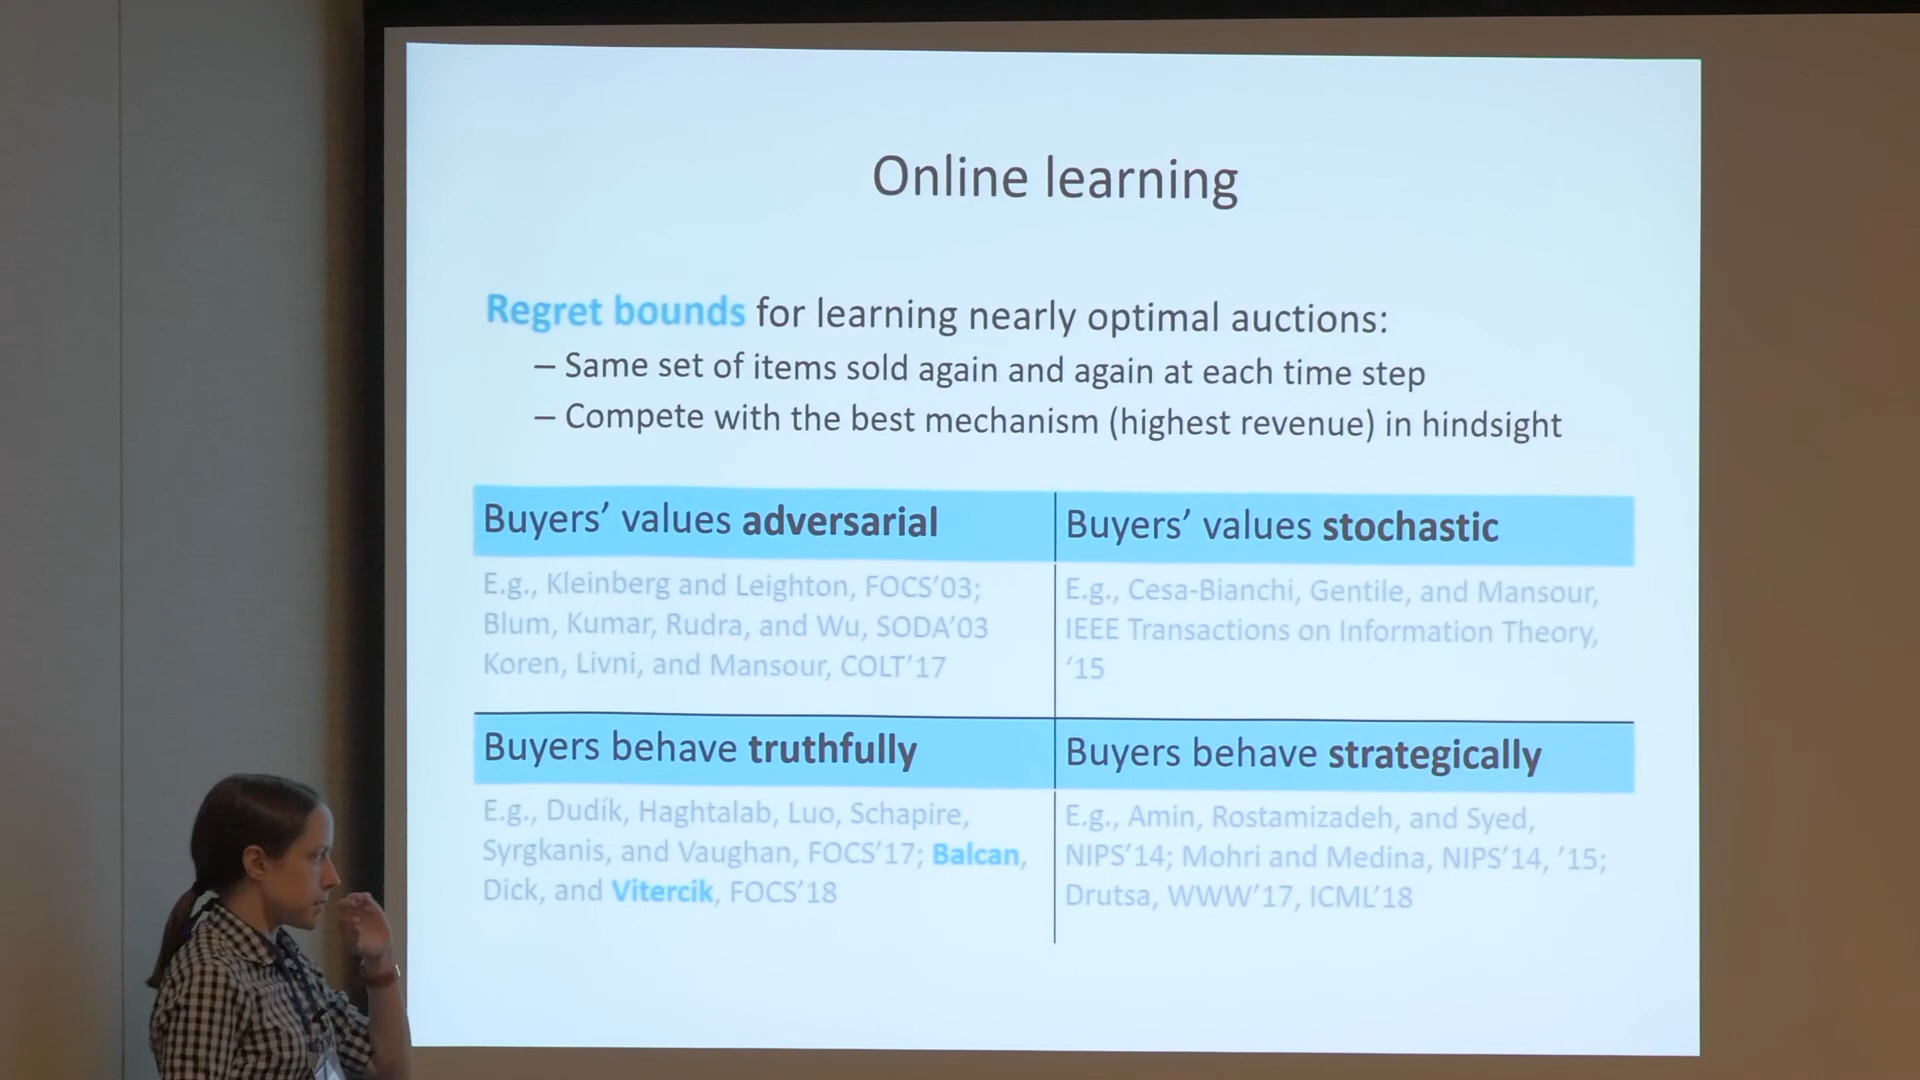 Online learning
Regret bounds for learning nearly optimal auctions:
– Same set of items sold again and again at each time step
– Compete with the best mechanism (highest revenue) in hindsight
Buyers’ values adversarial
E.g., Kleinberg and Leighton, FOCS’03;
Blum, Kumar, Rudra, and Wu, SODA’03
Koren, Livni, and Mansour, COLT’17
Buyers’ values stochastic
E.g., Cesa-Bianchi, Gentile, and Mansour,
IEEE Transactions on Information Theory,
‘15
Buyers behave truthfully
E.g., Dudík, Haghtalab, Luo, Schapire,
Syrgkanis, and Vaughan, FOCS’17; Balcan,
Dick, and Vitercik, FOCS’18
Buyers behave strategically
E.g., Amin, Rostamizadeh, and Syed,
NIPS’14; Mohri and Medina, NIPS’14, ’15;
Drutsa, WWW’17, ICML’18